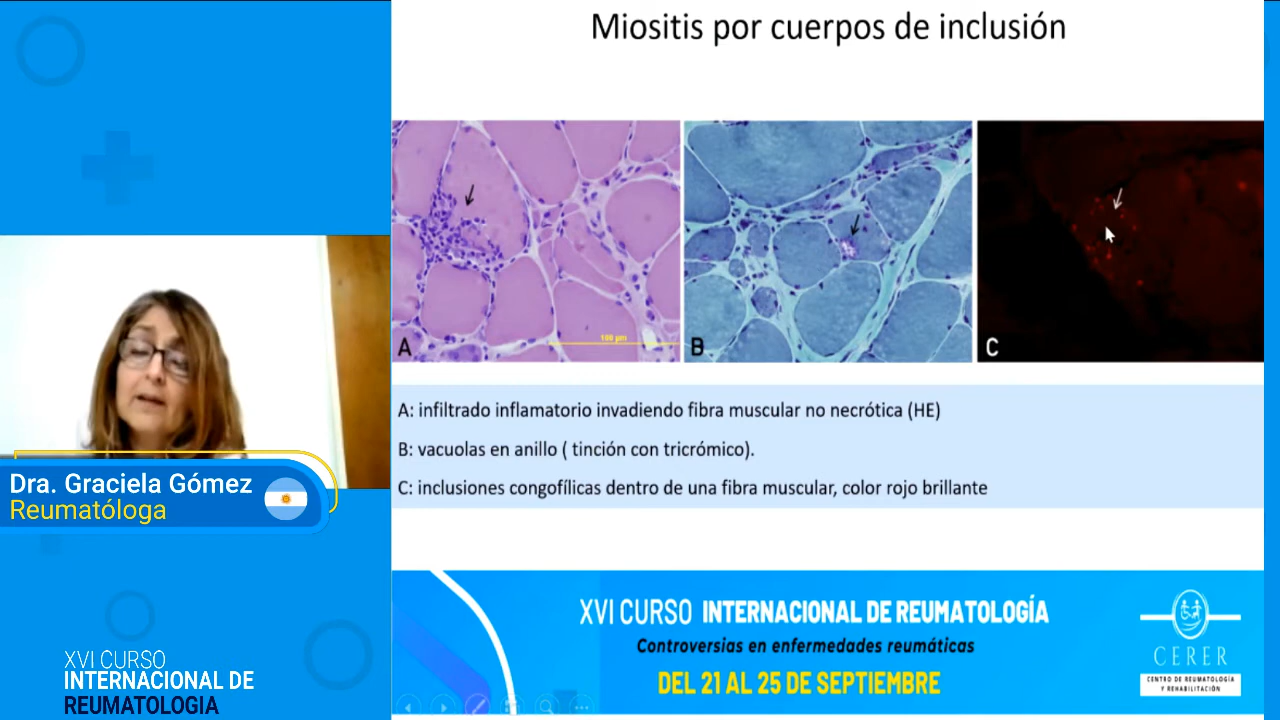 Miositis por cuerpos de inclusión
A
100 µm
B
C
A: infiltrado inflamatorio invadiendo fibra muscular no necrótica (HE)
B: vacuolas en anillo ( tinción con tricrómico).
C: inclusiones congofílicas dentro de una fibra muscular, color rojo brillante
Dra. Graciela Gómez
Reumatóloga
XVI CURSO
INTERNACIONAL DE
REUMATOLOGIA
XVI CURSO INTERNACIONAL DE REUMATOLOGÍA
Controversias en enfermedades reumáticas
DEL 21 AL 25 DE SEPTIEMBRE
CERER
CENTRO DE REUMATOLOGÍA
Y REHABILITACIÓN